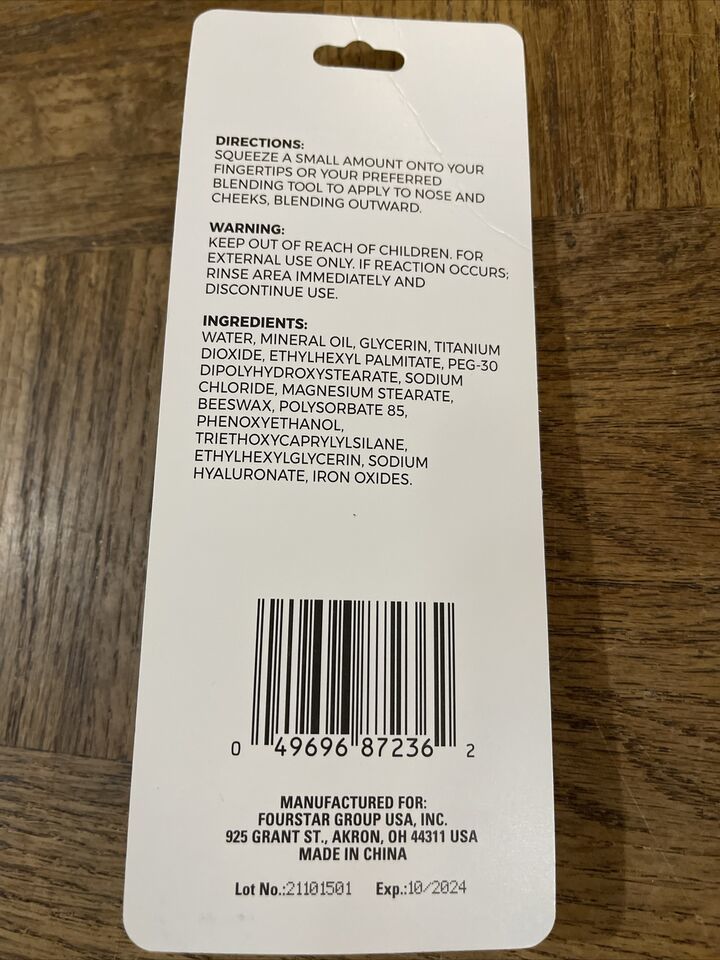 DIRECTIONS:
SQUEEZE A SMALL AMOUNT ONTO YOUR
FINGERTIPS OR YOUR PREFERRED
BLENDING TOOL TO APPLY TO NOSE AND
CHEEKS, BLENDING OUTWARD.
WARNING:
KEEP OUT OF REACH OF CHILDREN. FOR
EXTERNAL USE ONLY. IF REACTION OCCURS;
RINSE AREA IMMEDIATELY AND
DISCONTINUE USE.
INGREDIENTS:
WATER, MINERAL OIL, GLYCERIN, TITANIUM
DIOXIDE, ETHYLHEXYL PALMITATE, PEG-30
DIPOLYHYDROXYSTEARATE, SODIUM
CHLORIDE, MAGNESIUM STEARATE,
BEESWAX, POLYSORBATE 85,
PHENOXYETHANOL,
TRIETHOXYCAPRYLYLSILANE,
ETHYLHEXYLGLYCERIN, SODIUM
HYALURONATE, IRON OXIDES.
0 49696 87236 2
MANUFACTURED FOR:
FOURSTAR GROUP USA, INC.
925 GRANT ST., AKRON, OH 44311 USA
MADE IN CHINA
Lot No.:21101501 Exp.:10/2024